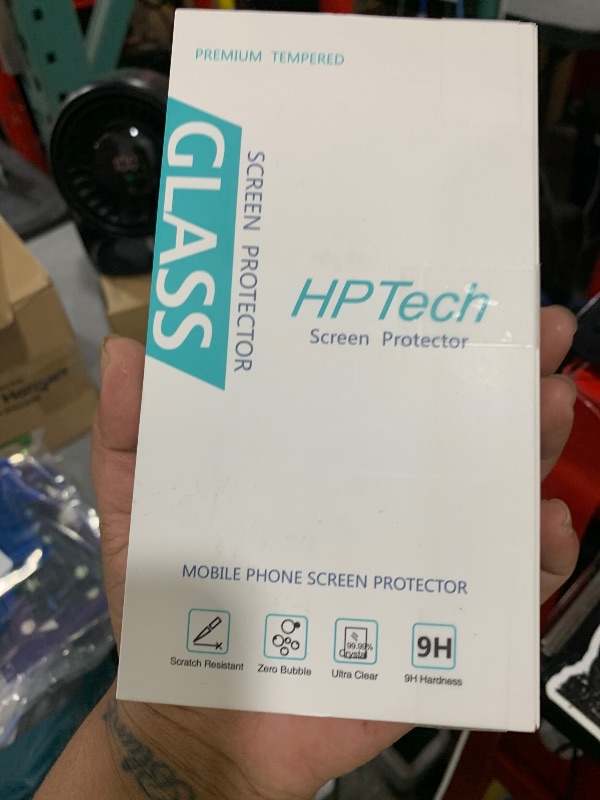 PREMIUM TEMPERED
GLASS
SCREEN PROTECTOR
HPTech
Screen Protector
MOBILE PHONE SCREEN PROTECTOR
Scratch Resistant
Zero Bubble
99.99%
Crystal
Ultra Clear
9H
9H Hardness
Hanger